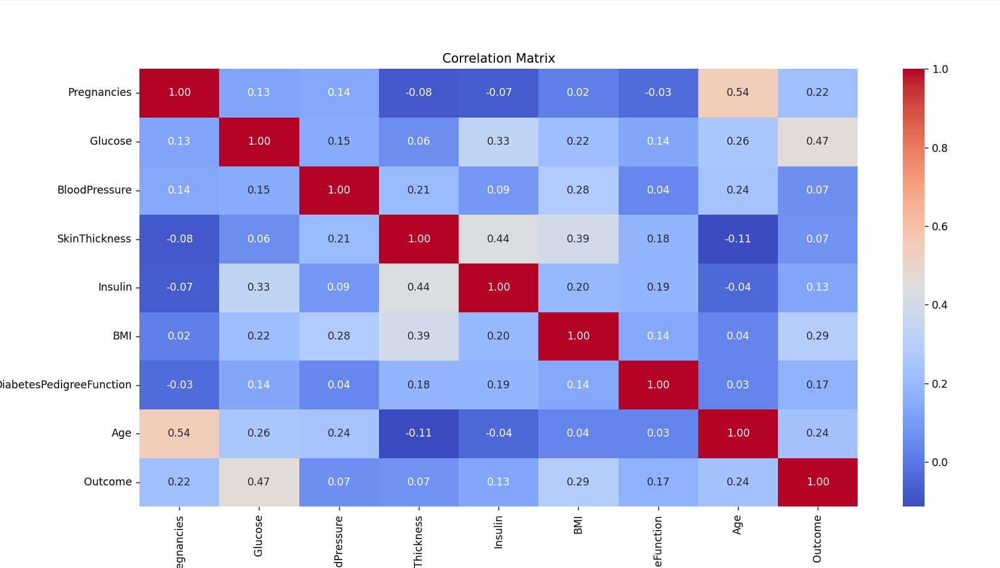 Correlation Matrix
Pregnancies 1.00 0.13 0.14 -0.08 -0.07 0.02 -0.03 0.54 0.22
Glucose 0.13 1.00 0.15 0.06 0.33 0.22 0.14 0.26 0.47
BloodPressure 0.14 0.15 1.00 0.21 0.09 0.28 0.04 0.24 0.07
SkinThickness -0.08 0.06 0.21 1.00 0.44 0.39 0.18 -0.11 0.07
Insulin -0.07 0.33 0.09 0.44 1.00 0.20 0.19 -0.04 0.13
BMI 0.02 0.22 0.28 0.39 0.20 1.00 0.14 0.04 0.29
DiabetesPedigreeFunction -0.03 0.14 0.04 0.18 0.19 0.14 1.00 0.03 0.17
Age 0.54 0.26 0.24 -0.11 -0.04 0.04 0.03 1.00 0.24
Outcome 0.22 0.47 0.07 0.07 0.13 0.29 0.17 0.24 1.00
egnancies
Glucose
dPressure
Thickness
Insulin
BMI
eFunction
Age
Outcome
1.0
0.8
0.6
0.4
0.2
0.0